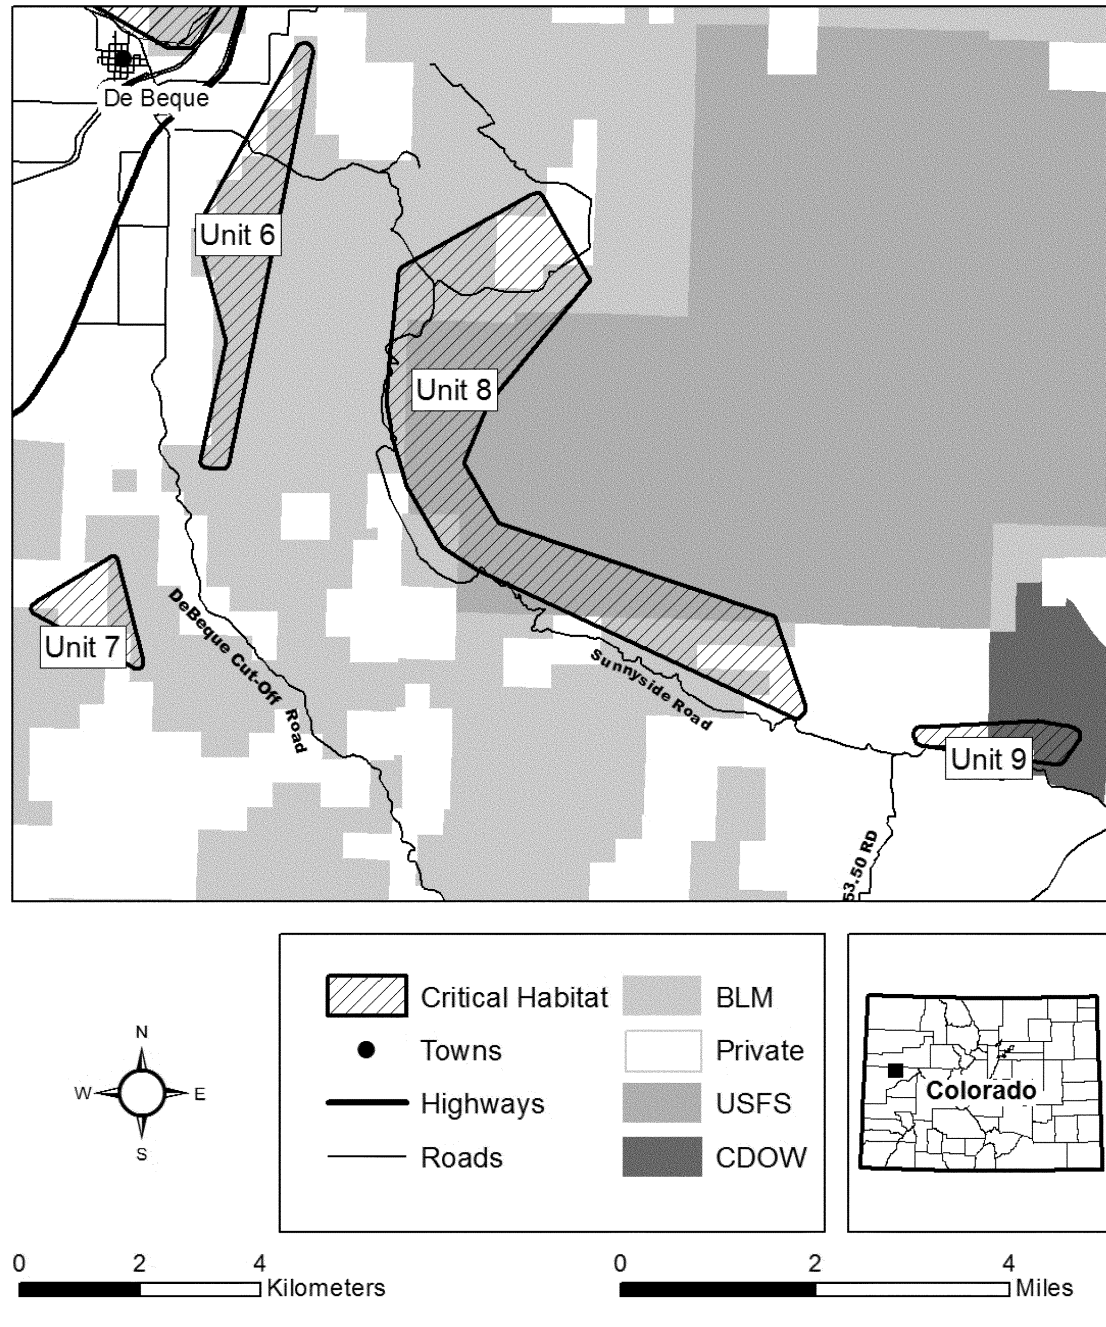 De Beque
Unit 6
Unit 8
Unit 7
DeBeque Cut-Off Road
Sunnyside Road
Unit 9
53.50 RD
N
W E
S
Critical Habitat
Towns
Highways
Roads
BLM
Private
USFS
CDOW
Colorado
0 2 4
Kilometers
0 2 4
Miles